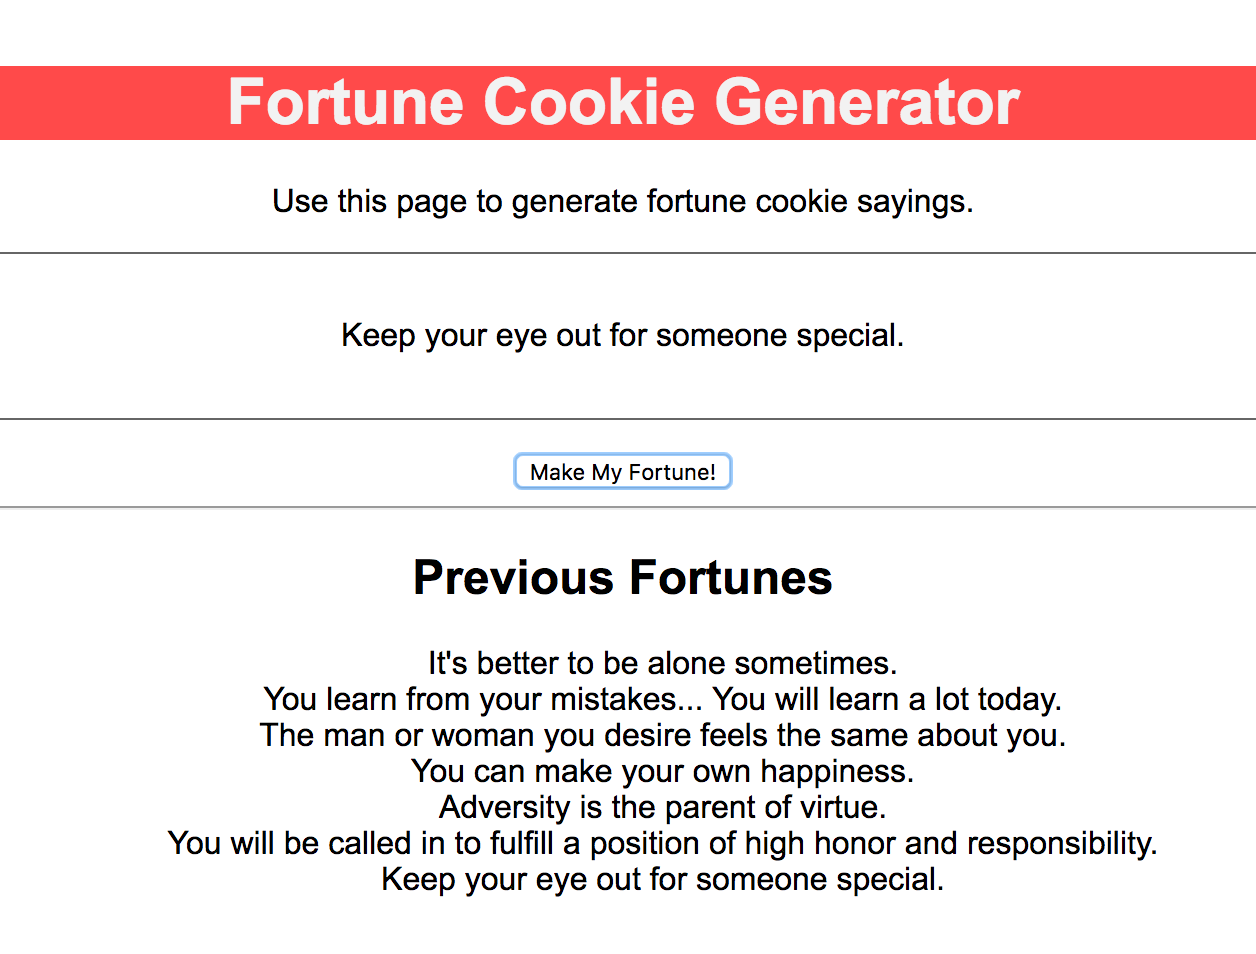 Fortune Cookie Generator
Use this page to generate fortune cookie sayings.
Keep your eye out for someone special.
Make My Fortune!
Previous Fortunes
It's better to be alone sometimes.
You learn from your mistakes... You will learn a lot today.
The man or woman you desire feels the same about you.
You can make your own happiness.
Adversity is the parent of virtue.
You will be called in to fulfill a position of high honor and responsibility.
Keep your eye out for someone special.